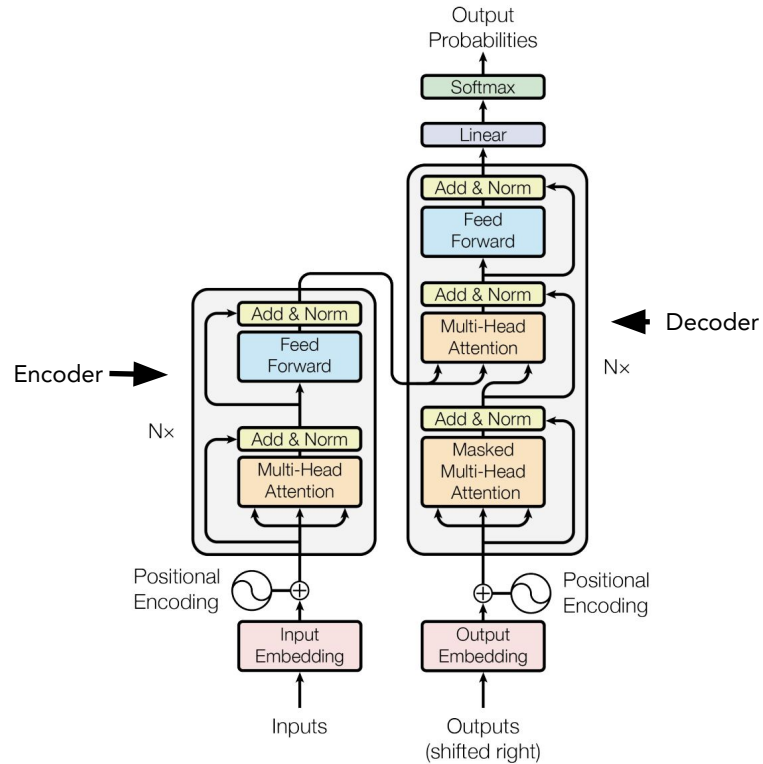 Output
Probabilities
Softmax
Linear
Add & Norm
Feed
Forward
Add & Norm
Multi-Head
Attention
Decoder
N×
Add & Norm
Masked
Multi-Head
Attention
Add & Norm
Feed
Forward
Encoder
N×
Add & Norm
Multi-Head
Attention
Positional
Encoding
Positional
Encoding
Input
Embedding
Output
Embedding
Inputs
Outputs
(shifted right)